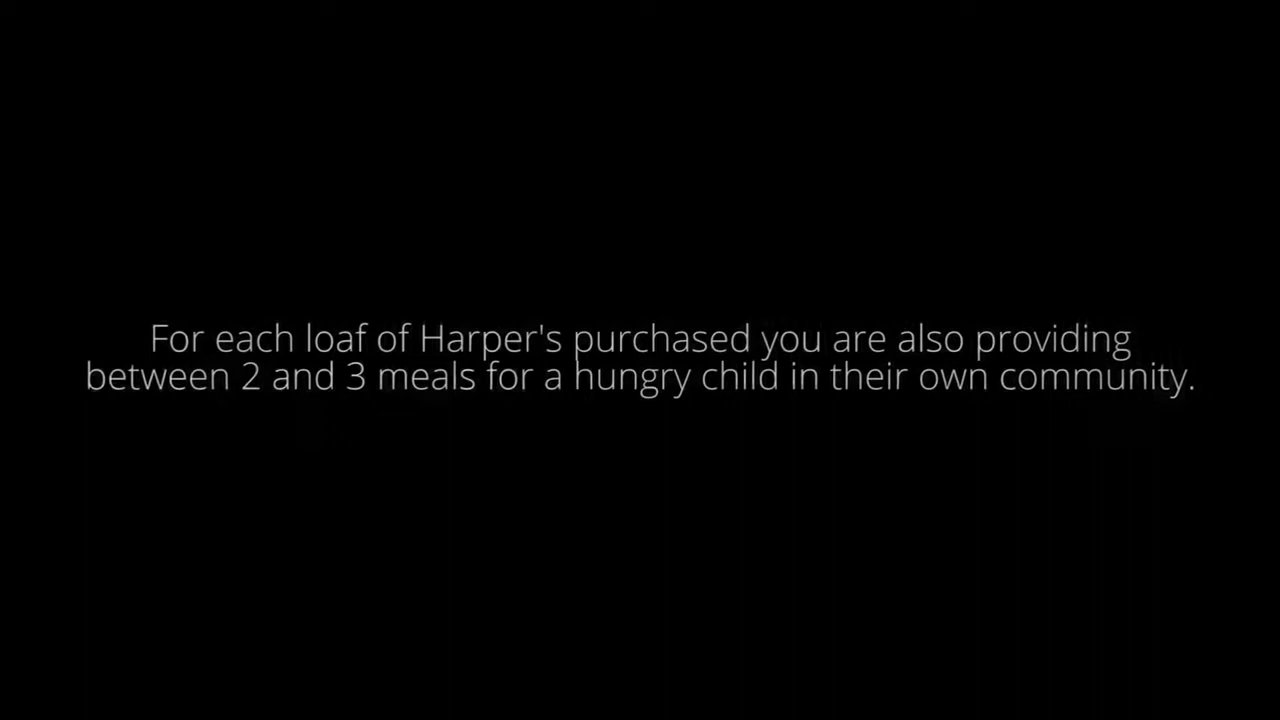 For each loaf of Harper's purchased you are also providing
between 2 and 3 meals for a hungry child in their own community.